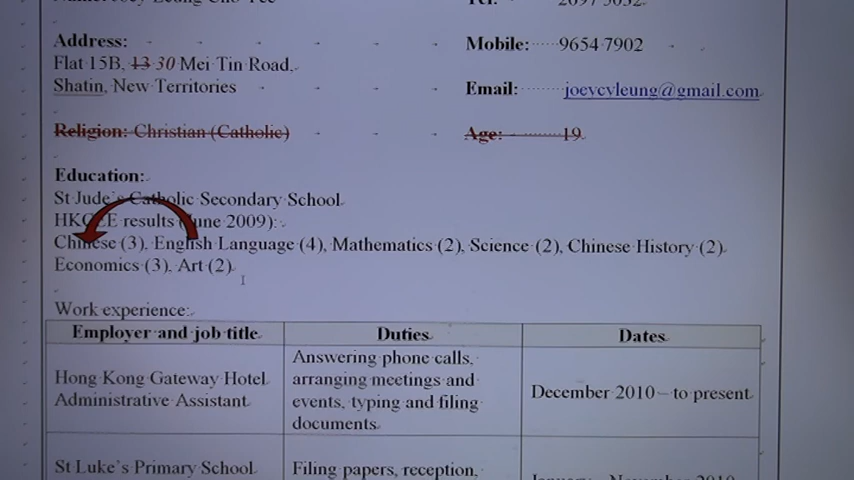 Address:
Mobile: 9654 7902
Flat 15B, 13 30 Mei Tin Road,
Shatin, New Territories
Email: joeycyleung@gmail.com
Religion: Christian (Catholic)
Age: 19
Education:
St Jude's Catholic Secondary School
HKCEE results (June 2009):
Chinese (3), English Language (4), Mathematics (2), Science (2), Chinese History (2)
Economics (3), Art (2)
Work experience:
Employer and job title Duties Dates
Hong Kong Gateway Hotel
Administrative Assistant
Answering phone calls,
arranging meetings and
events, typing and filing
documents
December 2010 – to present
St Luke's Primary School
Filing papers, reception,